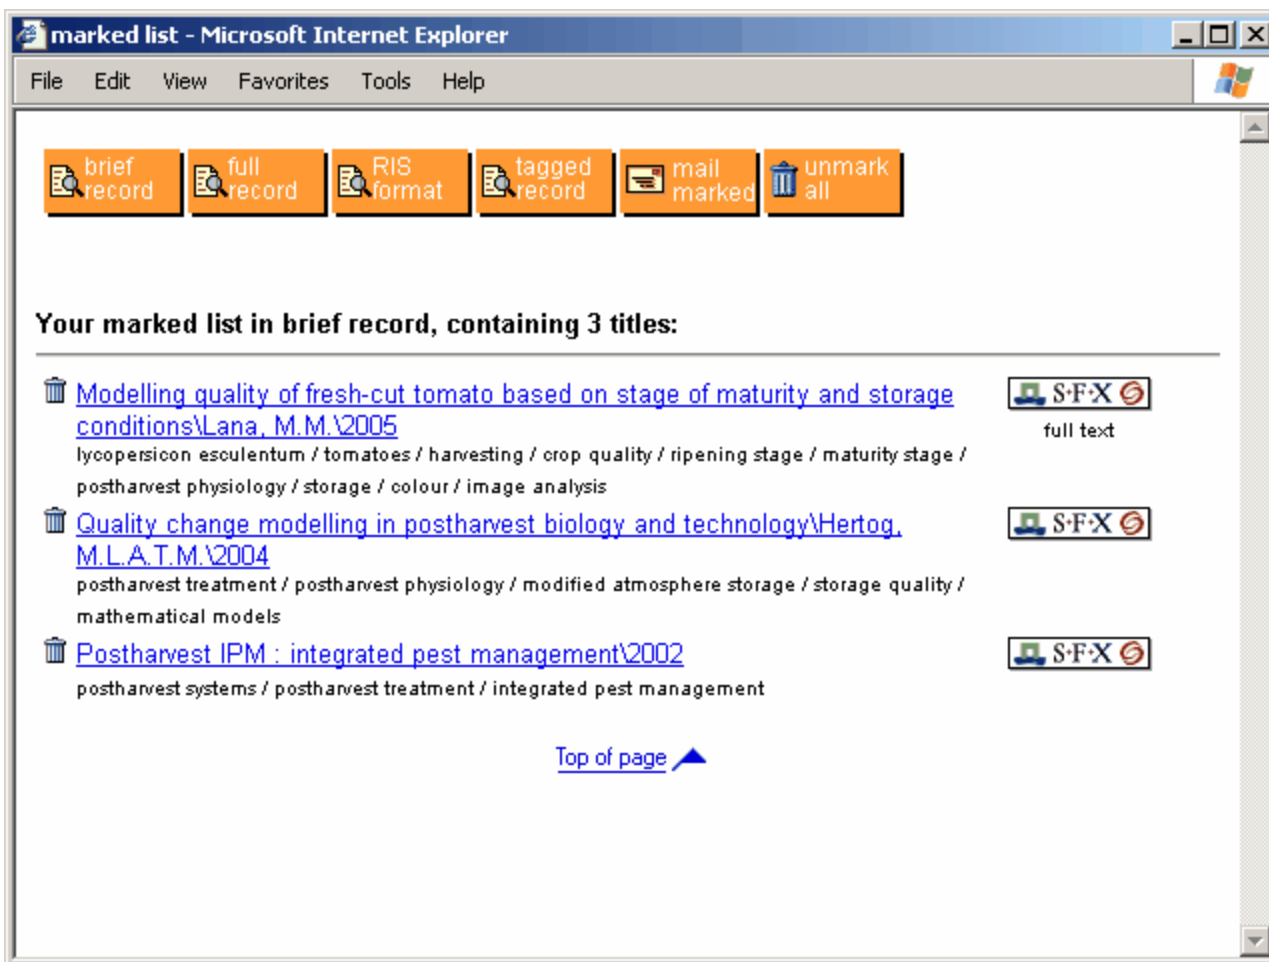 marked list - Microsoft Internet Explorer
File Edit View Favorites Tools Help
brief record
full record
RIS format
tagged record
mail marked
unmark all
Your marked list in brief record, containing 3 titles:
Modelling quality of fresh-cut tomato based on stage of maturity and storage
conditions\Lana, M.M.\2005
S·F·X
full text
lycopersicon esculentum / tomatoes / harvesting / crop quality / ripening stage / maturity stage /
postharvest physiology / storage / colour / image analysis
Quality change modelling in postharvest biology and technology\Hertog,
M.L.A.T.M.\2004
S·F·X
postharvest treatment / postharvest physiology / modified atmosphere storage / storage quality /
mathematical models
Postharvest IPM : integrated pest management\2002
S·F·X
postharvest systems / postharvest treatment / integrated pest management
Top of page